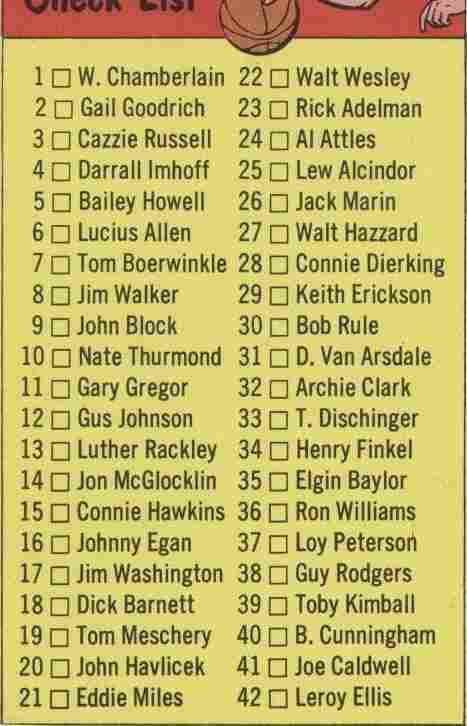 Check List
1 W. Chamberlain
2 Gail Goodrich
3 Cazzie Russell
4 Darrall Imhoff
5 Bailey Howell
6 Lucius Allen
7 Tom Boerwinkle
8 Jim Walker
9 John Block
10 Nate Thurmond
11 Gary Gregor
12 Gus Johnson
13 Luther Rackley
14 Jon McGlocklin
15 Connie Hawkins
16 Johnny Egan
17 Jim Washington
18 Dick Barnett
19 Tom Meschery
20 John Havlicek
21 Eddie Miles
22 Walt Wesley
23 Rick Adelman
24 Al Attles
25 Lew Alcindor
26 Jack Marin
27 Walt Hazzard
28 Connie Dierking
29 Keith Erickson
30 Bob Rule
31 D. Van Arsdale
32 Archie Clark
33 T. Dischinger
34 Henry Finkel
35 Elgin Baylor
36 Ron Williams
37 Loy Peterson
38 Guy Rodgers
39 Toby Kimball
40 B. Cunningham
41 Joe Caldwell
42 Leroy Ellis